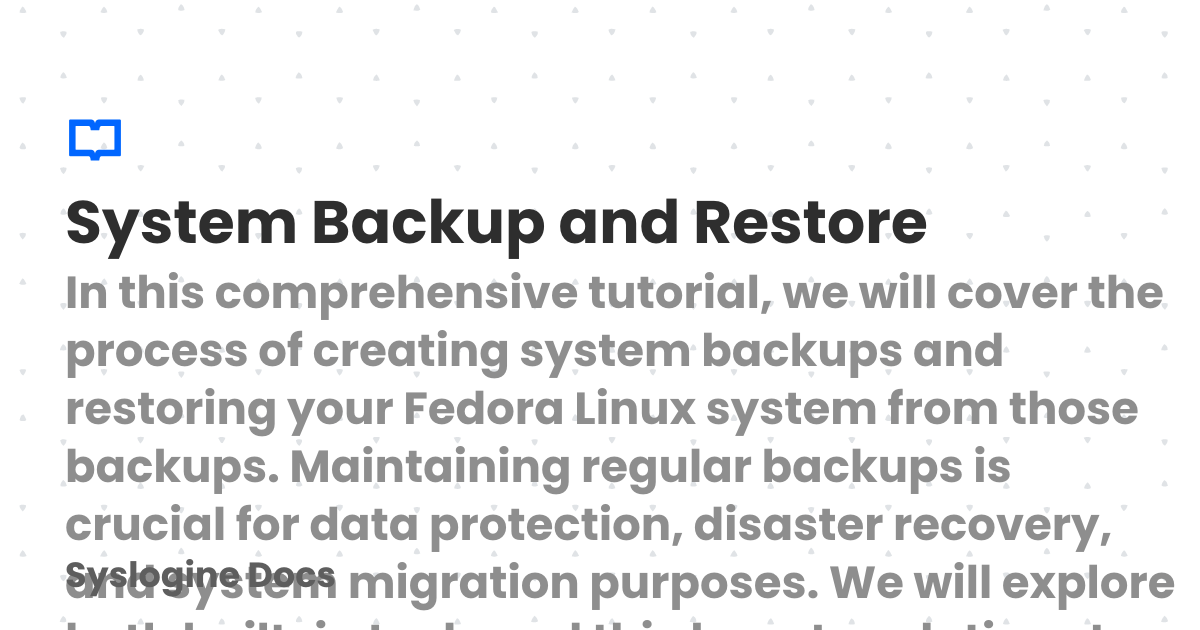 System Backup and Restore
In this comprehensive tutorial, we will cover the
process of creating system backups and
restoring your Fedora Linux system from those
backups. Maintaining regular backups is
crucial for data protection, disaster recovery,
and system migration purposes. We will explore
Syslogine Docs